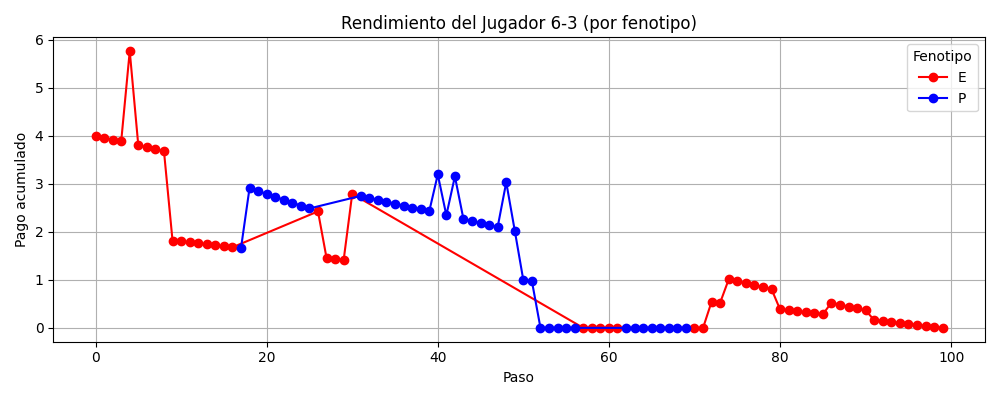 Rendimiento del Jugador 6-3 (por fenotipo)
Pago acumulado
6
5
4
3
2
1
0
0 20 40 60 80 100
Paso
Fenotipo
E
P